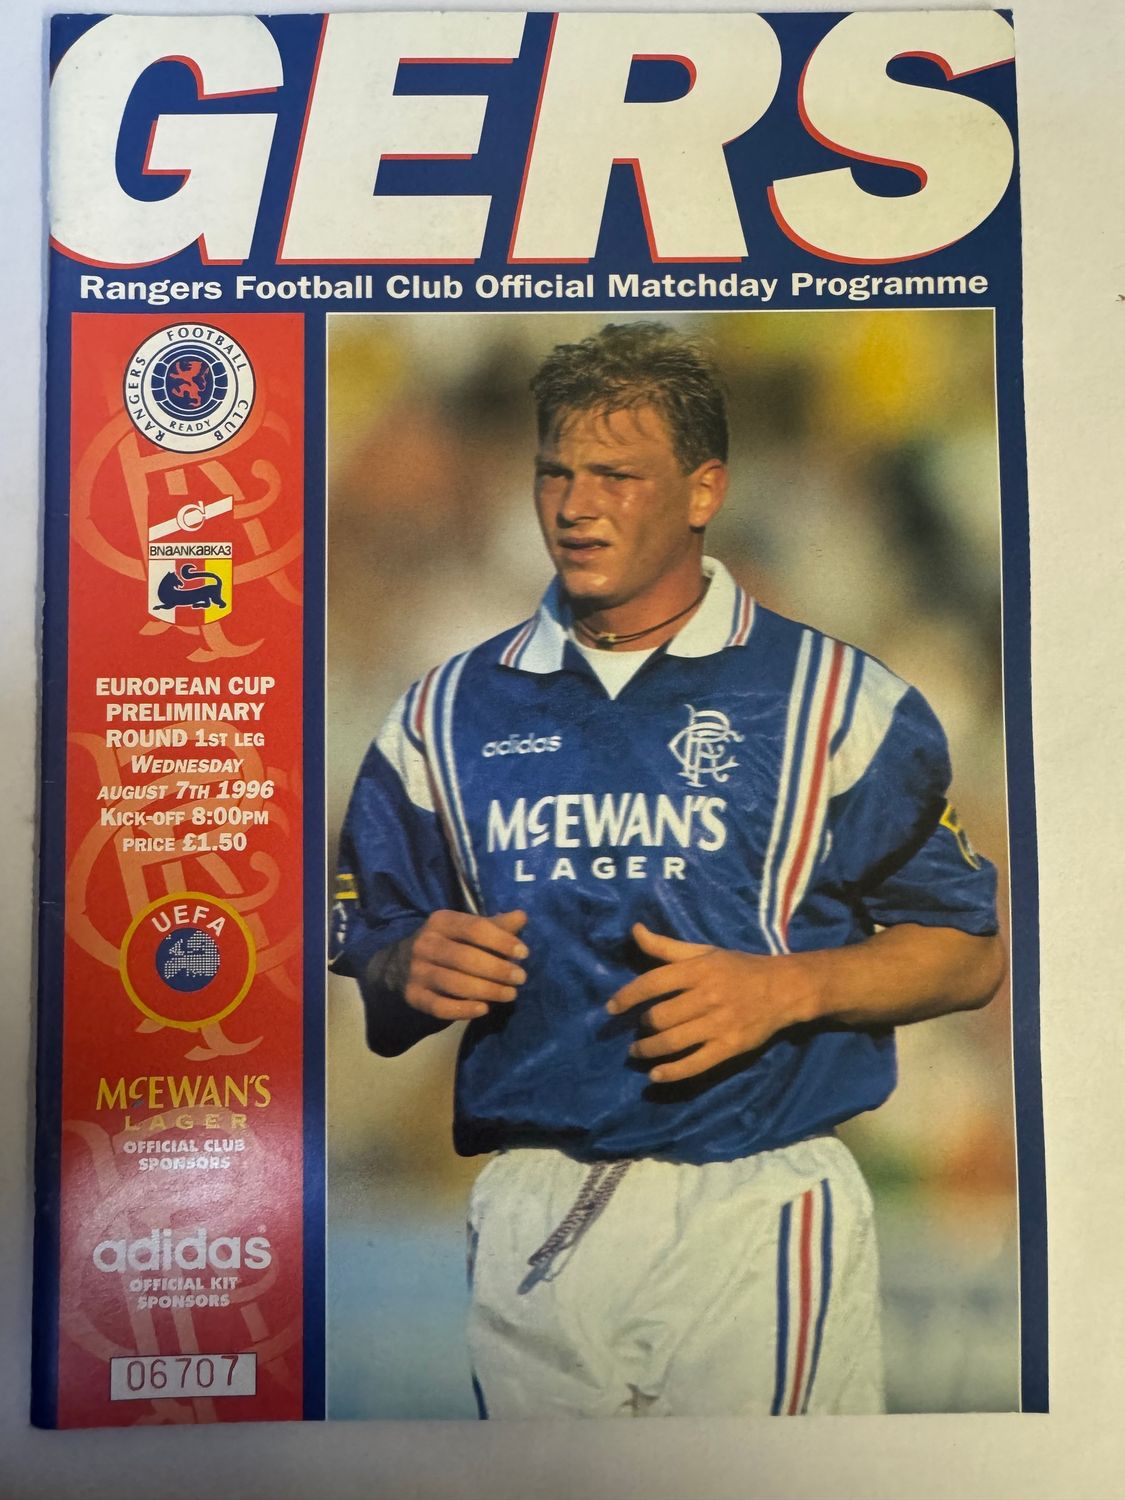 GERS
Rangers Football Club Official Matchday Programme
RANGERS FOOTBALL CLUB
READY
C
BNaANKaBKA3
EUROPEAN CUP
PRELIMINARY
ROUND 1ST LEG
WEDNESDAY
AUGUST 7TH 1996
KICK-OFF 8:00PM
PRICE £1.50
UEFA
McEWAN'S
LAGER
OFFICIAL CLUB
SPONSORS
adidas
OFFICIAL KIT
SPONSORS
06707
adidas
McEWAN'S
LAGER